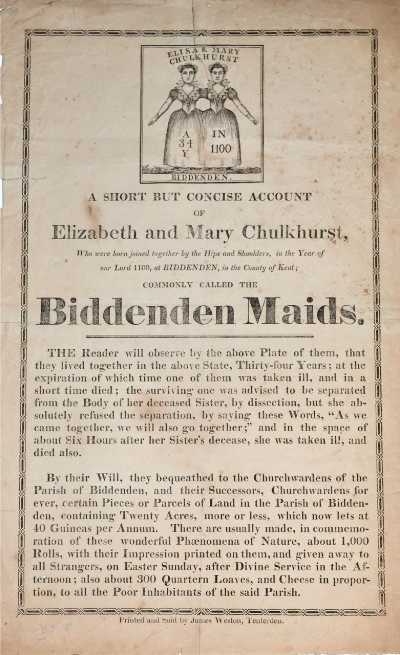 ELISA & MARY
CHULKHURST
A IN
34 1100
Y
BIDDENDEN.
A SHORT BUT CONCISE ACCOUNT
OF
Elizabeth and Mary Chulkhurst,
Who were born joined together by the Hips and Shoulders, in the Year of
our Lord 1100, at BIDDENDEN, in the County of Kent;
COMMONLY CALLED THE
Biddenden Maids.
THE Reader will observe by the above Plate of them, that
they lived together in the above State, Thirty-four Years; at the
expiration of which time one of them was taken ill, and in a
short time died; the surviving one was advised to be separated
from the Body of her deceased Sister, by dissection, but she ab-
solutely refused the separation, by saying these Words, "As we
came together, we will also go together;" and in the space of
about Six Hours after her Sister's decease, she was taken ill, and
died also.
By their Will, they bequeathed to the Churchwardens of the
Parish of Biddenden, and their Successors, Churchwardens for
ever, certain Pieces or Parcels of Land in the Parish of Bidden-
den, containing Twenty Acres, more or less, which now lets at
40 Guineas per Annum. There are usually made, in commemo-
ration of these wonderful Phœnomena of Nature, about 1,000
Rolls, with their Impression printed on them, and given away to
all Strangers, on Easter Sunday, after Divine Service in the Af-
ternoon; also about 300 Quartern Loaves, and Cheese in propor-
tion, to all the Poor Inhabitants of the said Parish.
Printed and Sold by James Weston, Tenterden.